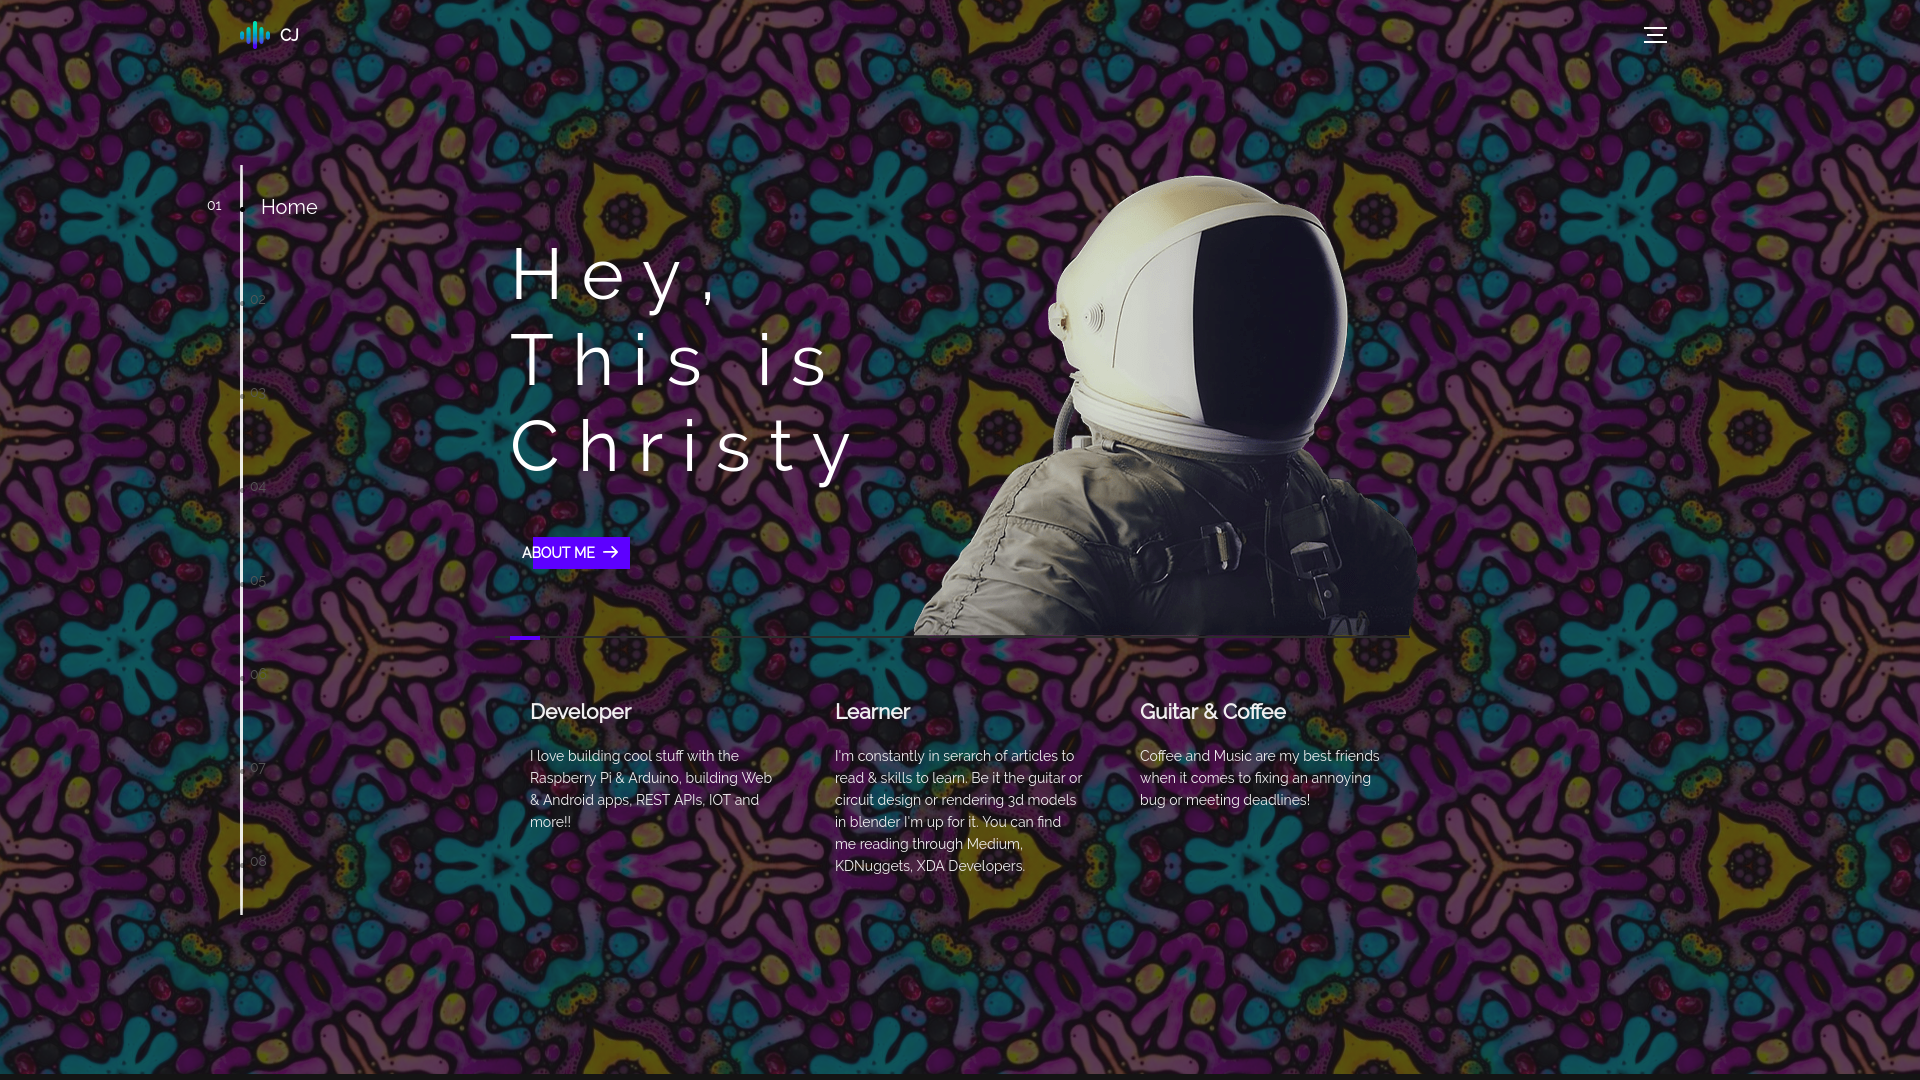 CJ
01
Home
02
03
04
05
06
07
08
Hey,
This is
Christy
ABOUT ME
Developer
I love building cool stuff with the
Raspberry Pi & Arduino, building Web
& Android apps, REST APIs, IOT and
more!!
Learner
I'm constantly in serarch of articles to
read & skills to learn, Be it the guitar or
circuit design or rendering 3d models
in blender I'm up for it. You can find
me reading through Medium,
KDNuggets, XDA Developers.
Guitar & Coffee
Coffee and Music are my best friends
when it comes to fixing an annoying
bug or meeting deadlines!